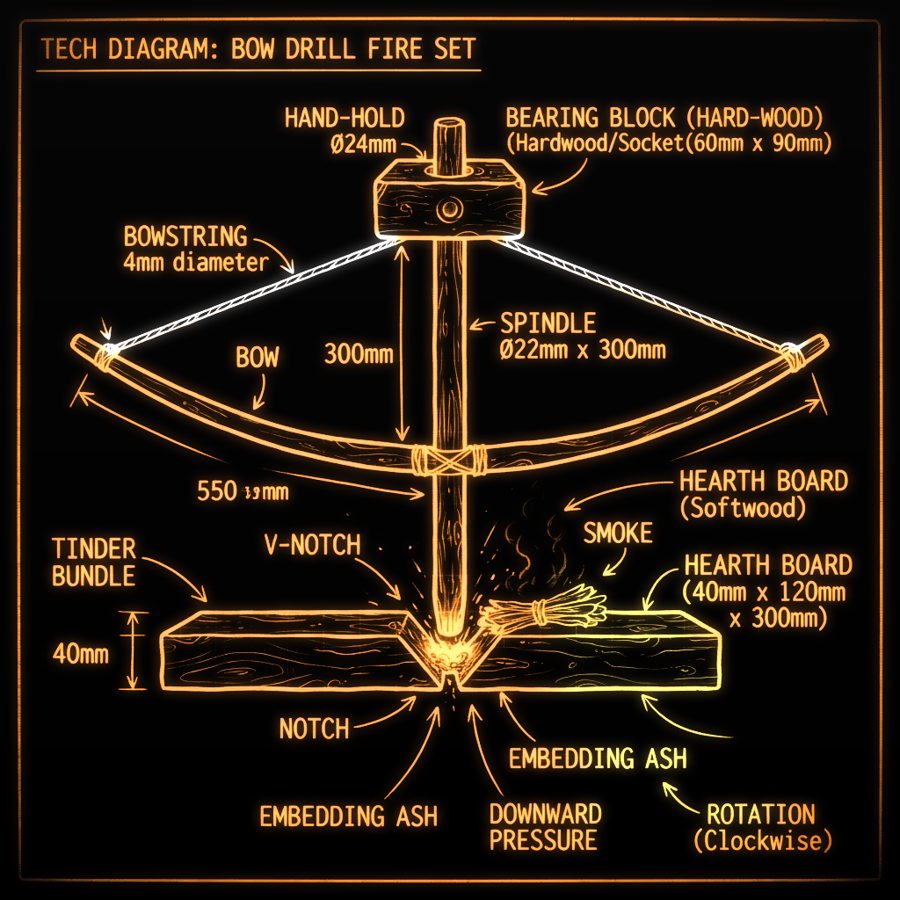 TECH DIAGRAM: BOW DRILL FIRE SET
HAND-HOLD
Ø24mm
BEARING BLOCK (HARD-WOOD)
(Hardwood/Socket(60mm x 90mm)
BOWSTRING
4mm diameter
SPINDLE
Ø22mm x 300mm
BOW
300mm
550 mm
HEARTH BOARD
(Softwood)
V-NOTCH
SMOKE
TINDER
BUNDLE
HEARTH BOARD
(40mm x 120mm
x 300mm)
40mm
NOTCH
EMBEDDING ASH
EMBEDDING ASH
DOWNWARD
PRESSURE
ROTATION
(Clockwise)